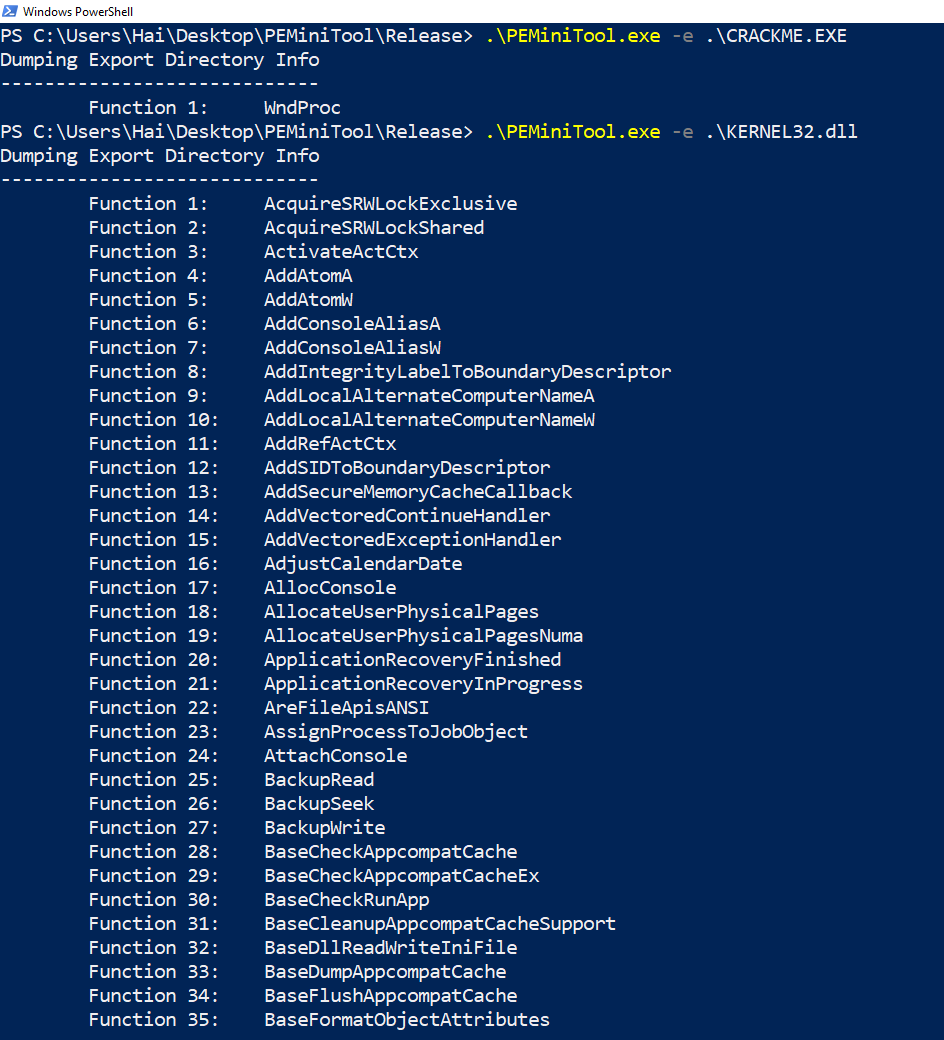 Windows PowerShell
PS C:\Users\Hai\Desktop\PEMiniTool\Release> .\PEMiniTool.exe -e .\CRACKME.EXE
Dumping Export Directory Info
-----------------------------
Function 1: WndProc
PS C:\Users\Hai\Desktop\PEMiniTool\Release> .\PEMiniTool.exe -e .\KERNEL32.dll
Dumping Export Directory Info
-----------------------------
Function 1: AcquireSRWLockExclusive
Function 2: AcquireSRWLockShared
Function 3: ActivateActCtx
Function 4: AddAtomA
Function 5: AddAtomW
Function 6: AddConsoleAliasA
Function 7: AddConsoleAliasW
Function 8: AddIntegrityLabelToBoundaryDescriptor
Function 9: AddLocalAlternateComputerNameA
Function 10: AddLocalAlternateComputerNameW
Function 11: AddRefActCtx
Function 12: AddSIDToBoundaryDescriptor
Function 13: AddSecureMemoryCacheCallback
Function 14: AddVectoredContinueHandler
Function 15: AddVectoredExceptionHandler
Function 16: AdjustCalendarDate
Function 17: AllocConsole
Function 18: AllocateUserPhysicalPages
Function 19: AllocateUserPhysicalPagesNuma
Function 20: ApplicationRecoveryFinished
Function 21: ApplicationRecoveryInProgress
Function 22: AreFileApisANSI
Function 23: AssignProcessToJobObject
Function 24: AttachConsole
Function 25: BackupRead
Function 26: BackupSeek
Function 27: BackupWrite
Function 28: BaseCheckAppcompatCache
Function 29: BaseCheckAppcompatCacheEx
Function 30: BaseCheckRunApp
Function 31: BaseCleanupAppcompatCacheSupport
Function 32: BaseDllReadWriteIniFile
Function 33: BaseDumpAppcompatCache
Function 34: BaseFlushAppcompatCache
Function 35: BaseFormatObjectAttributes